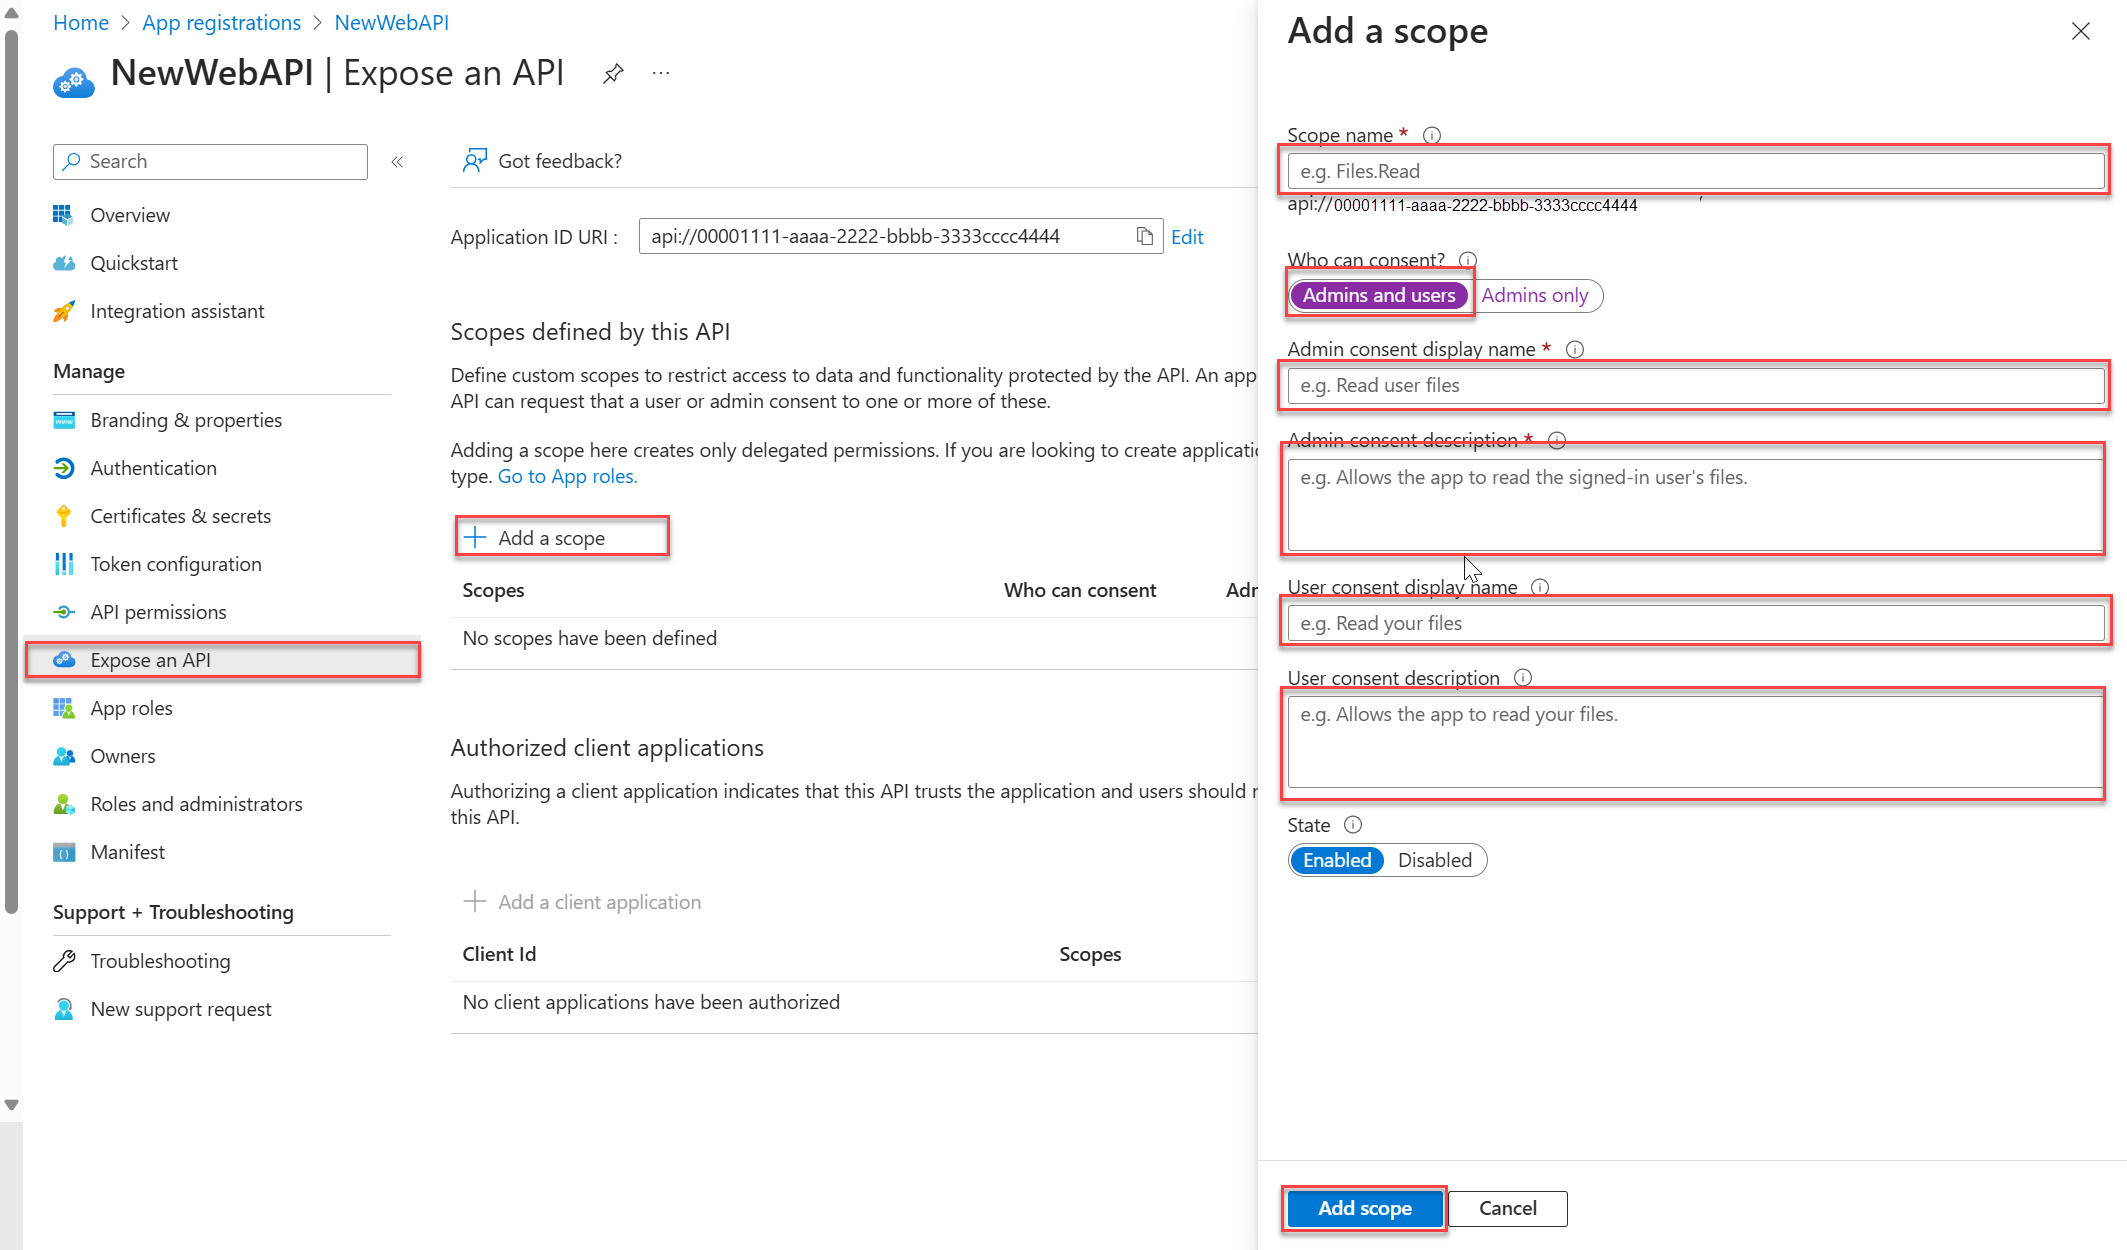 Home > App registrations > NewWebAPI
NewWebAPI | Expose an API
Search
Overview
Quickstart
Integration assistant
Manage
Branding & properties
Authentication
Certificates & secrets
Token configuration
API permissions
Expose an API
App roles
Owners
Roles and administrators
Manifest
Support + Troubleshooting
Troubleshooting
New support request
Got feedback?
Application ID URI :
api://00001111-aaaa-2222-bbbb-3333cccc4444
Edit
Scopes defined by this API
Define custom scopes to restrict access to data and functionality protected by the API. An app
API can request that a user or admin consent to one or more of these.
Adding a scope here creates only delegated permissions. If you are looking to create applicatio
type. Go to App roles.
Add a scope
Scopes Who can consent Adm
No scopes have been defined
Authorized client applications
Authorizing a client application indicates that this API trusts the application and users should n
this API.
Add a client application
Client Id Scopes
No client applications have been authorized
Add a scope
Scope name *
e.g. Files.Read
api://00001111-aaaa-2222-bbbb-3333cccc4444
Who can consent?
Admins and users Admins only
Admin consent display name *
e.g. Read user files
Admin consent description *
e.g. Allows the app to read the signed-in user's files.
User consent display name
e.g. Read your files
User consent description
e.g. Allows the app to read your files.
State
Enabled Disabled
Add scope Cancel